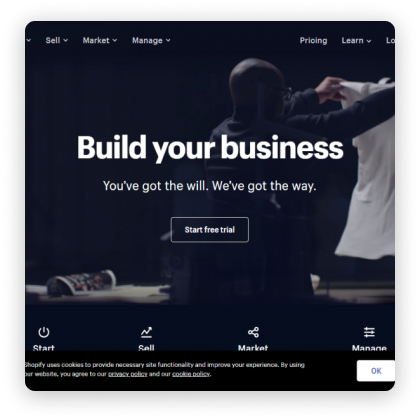 Sell Market Manage Pricing Learn Lo
Build your business
You've got the will. We've got the way.
Start free trial
Start Sell Market Manage
Shopify uses cookies to provide necessary site functionality and improve your experience. By using
our website, you agree to our privacy policy and our cookie policy.
OK